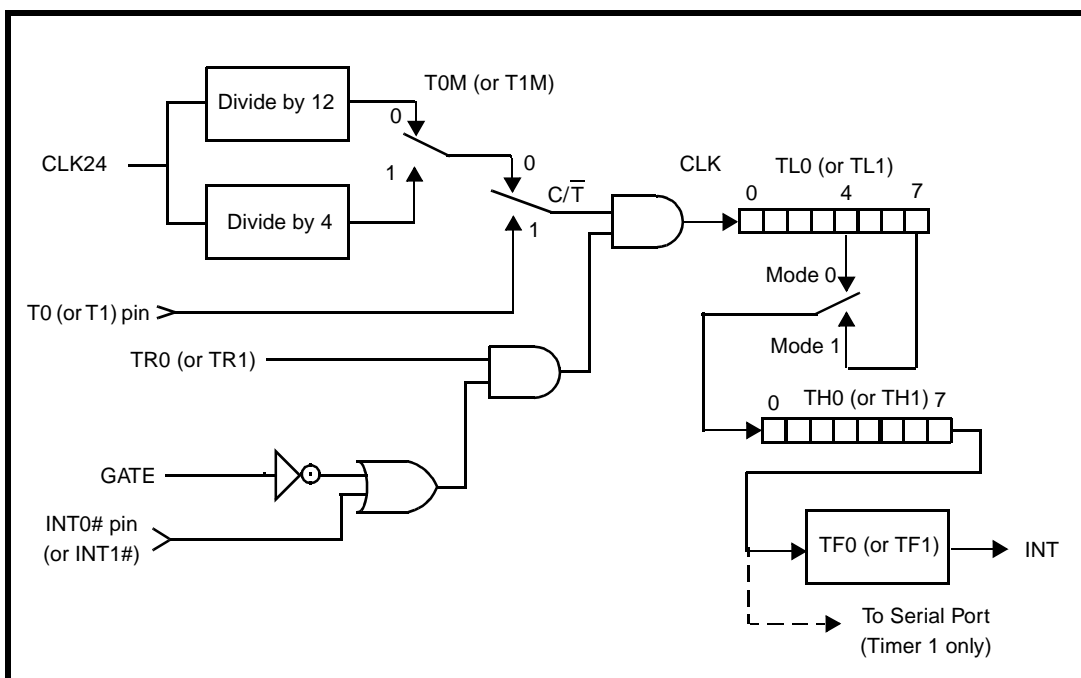 T0M (or T1M)
Divide by 12
0
CLK24
1
0
Divide by 4
C/T̅
1
CLK
TL0 (or TL1)
0 4 7
T0 (or T1) pin
Mode 0
Mode 1
TR0 (or TR1)
TH0 (or TH1)
0 7
GATE
INT0# pin
(or INT1#)
TF0 (or TF1)
INT
To Serial Port
(Timer 1 only)